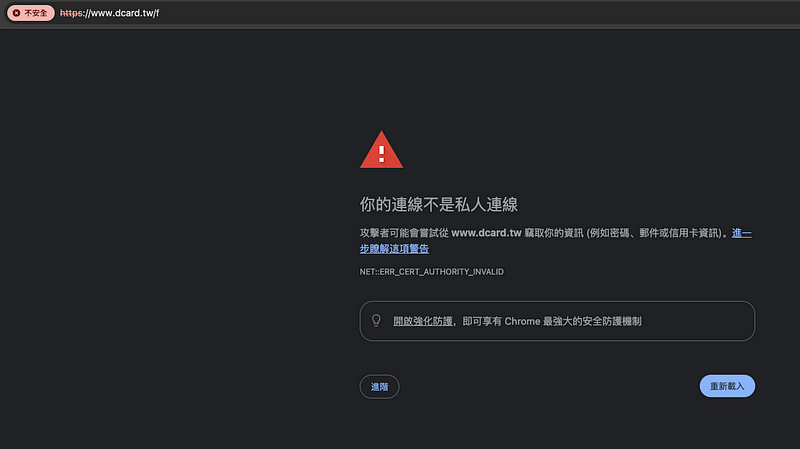 不安全 https://www.dcard.tw/f
你的連線不是私人連線
攻擊者可能會嘗試從 www.dcard.tw 竊取你的資訊 (例如密碼、郵件或信用卡資訊)。進一
步瞭解這項警告
NET::ERR_CERT_AUTHORITY_INVALID
開啟強化防護，即可享有 Chrome 最強大的安全防護機制
進階 重新載入